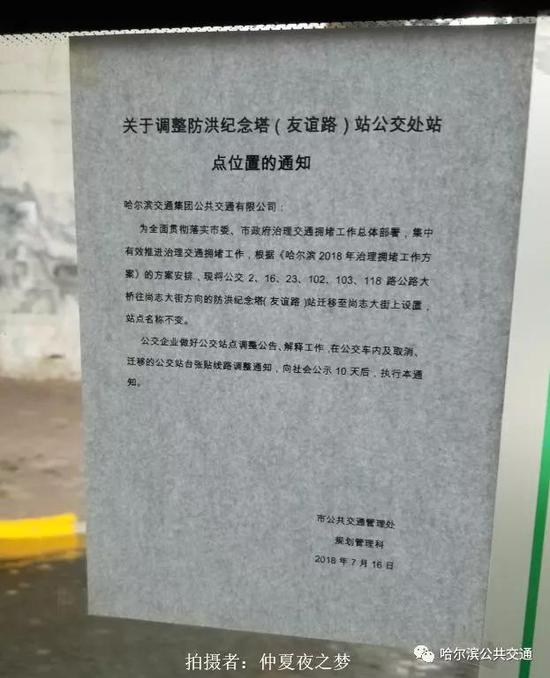 关于调整防洪纪念塔（友谊路）站公交处站
点位置的通知
哈尔滨交通集团公共交通有限公司：
为全面贯彻落实市委、市政府治理交通拥堵工作总体部署，集中
有效推进治理交通拥堵工作，根据《哈尔滨2018年治理拥堵工作方
案》的方案安排，现将公交2、16、23、102、103、118路公路大
桥往尚志大街方向的防洪纪念塔(友谊路)站迁移至尚志大街上设置，
站点名称不变。
公交企业做好公交站点调整公告、解释工作，在公交车内及取消、
迁移的公交站台张贴线路调整通知，向社会公示10天后，执行本通
知。
市公共交通管理处
规划管理科
2018年7月16日
哈尔滨公共交通
拍摄者：仲夏夜之梦